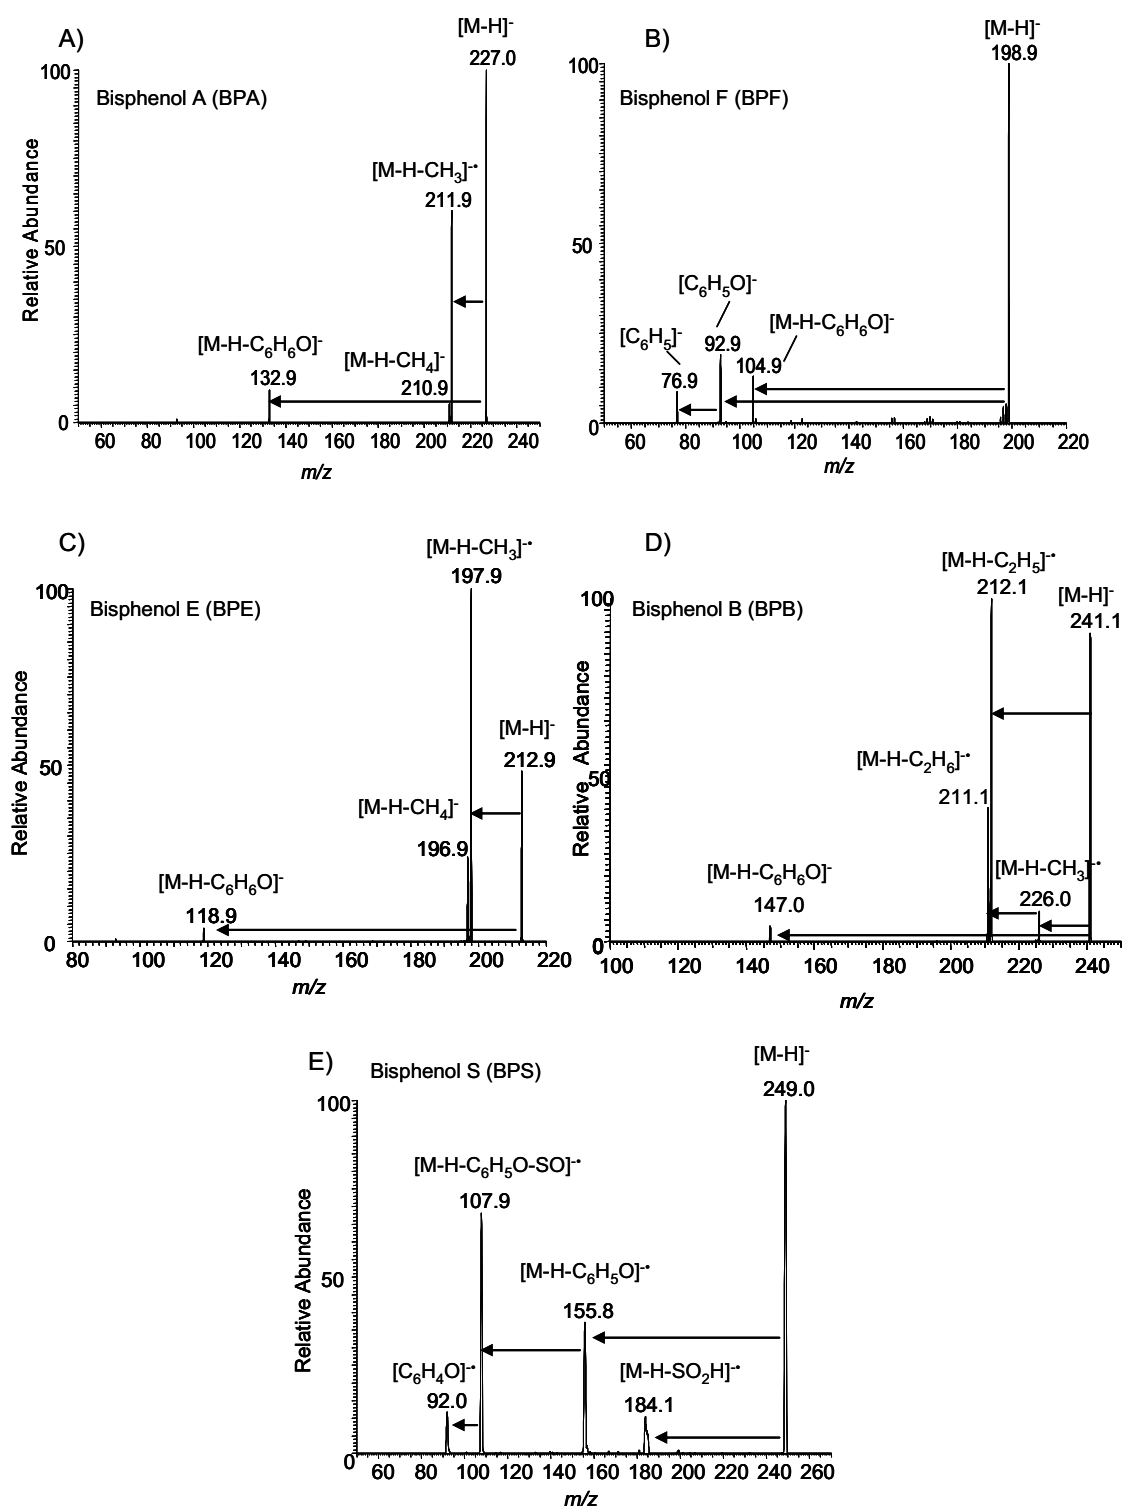 A)
Bisphenol A (BPA)
[M-H]-
227.0
[M-H-CH3]-•
211.9
[M-H-C6H6O]-
132.9
[M-H-CH4]-
210.9
Relative Abundance
100
50
0
60 80 100 120 140 160 180 200 220 240
m/z
B)
Bisphenol F (BPF)
[M-H]-
198.9
[C6H5O]-
92.9
[M-H-C6H6O]-
104.9
[C6H5]-
76.9
100
50
0
60 80 100 120 140 160 180 200 220
m/z
C)
Bisphenol E (BPE)
[M-H-CH3]-•
197.9
[M-H]-
212.9
[M-H-CH4]-
196.9
[M-H-C6H6O]-
118.9
Relative Abundance
100
50
0
80 100 120 140 160 180 200 220
m/z
D)
Bisphenol B (BPB)
[M-H-C2H5]-•
212.1
[M-H]-
241.1
[M-H-C2H6]-•
211.1
[M-H-CH3]-•
226.0
[M-H-C6H6O]-
147.0
Relative Abundance
100
50
0
100 120 140 160 180 200 220 240
m/z
E)
Bisphenol S (BPS)
[M-H]-
249.0
[M-H-C6H5O-SO]-•
107.9
[M-H-C6H5O]-•
155.8
[C6H4O]-•
92.0
[M-H-SO2H]-•
184.1
Relative Abundance
100
50
0
60 80 100 120 140 160 180 200 220 240 260
m/z